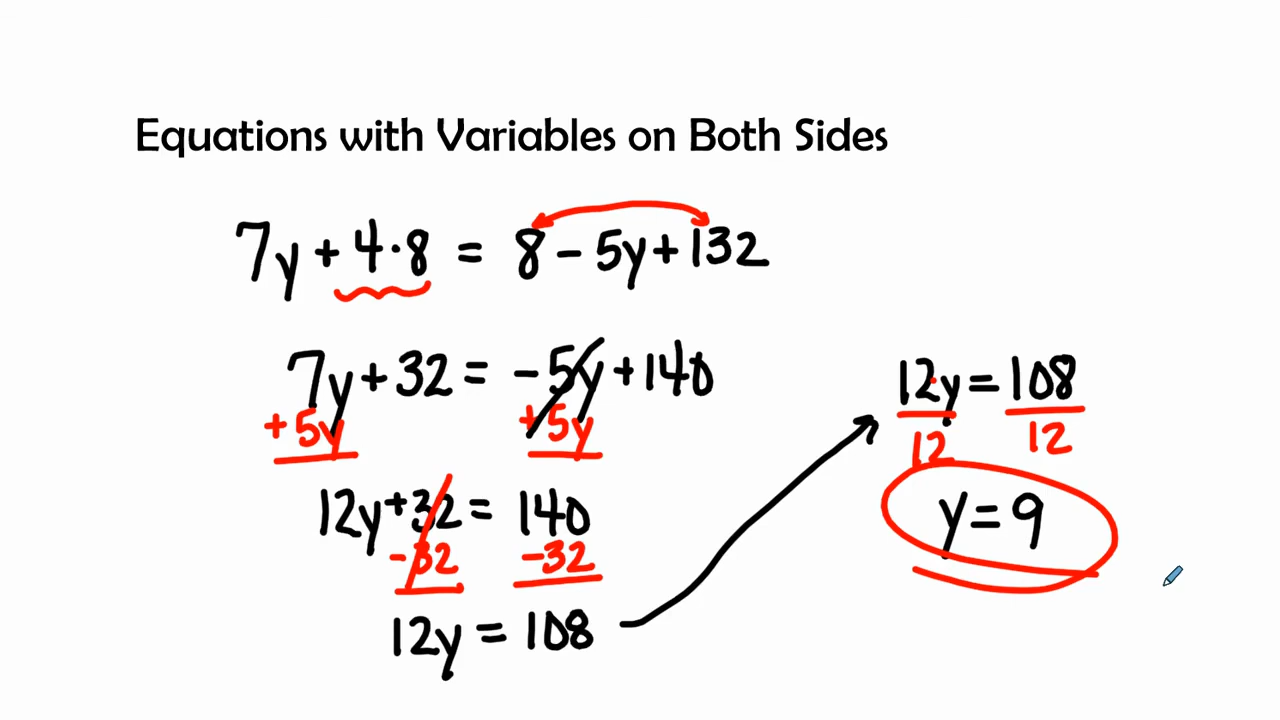 Equations with Variables on Both Sides
7y + 4·8 = 8 - 5y + 132
7y + 32 = -5y + 140
+5y +5y
12y + 32 = 140
-32 -32
12y = 108
12y = 108
12 12
y = 9